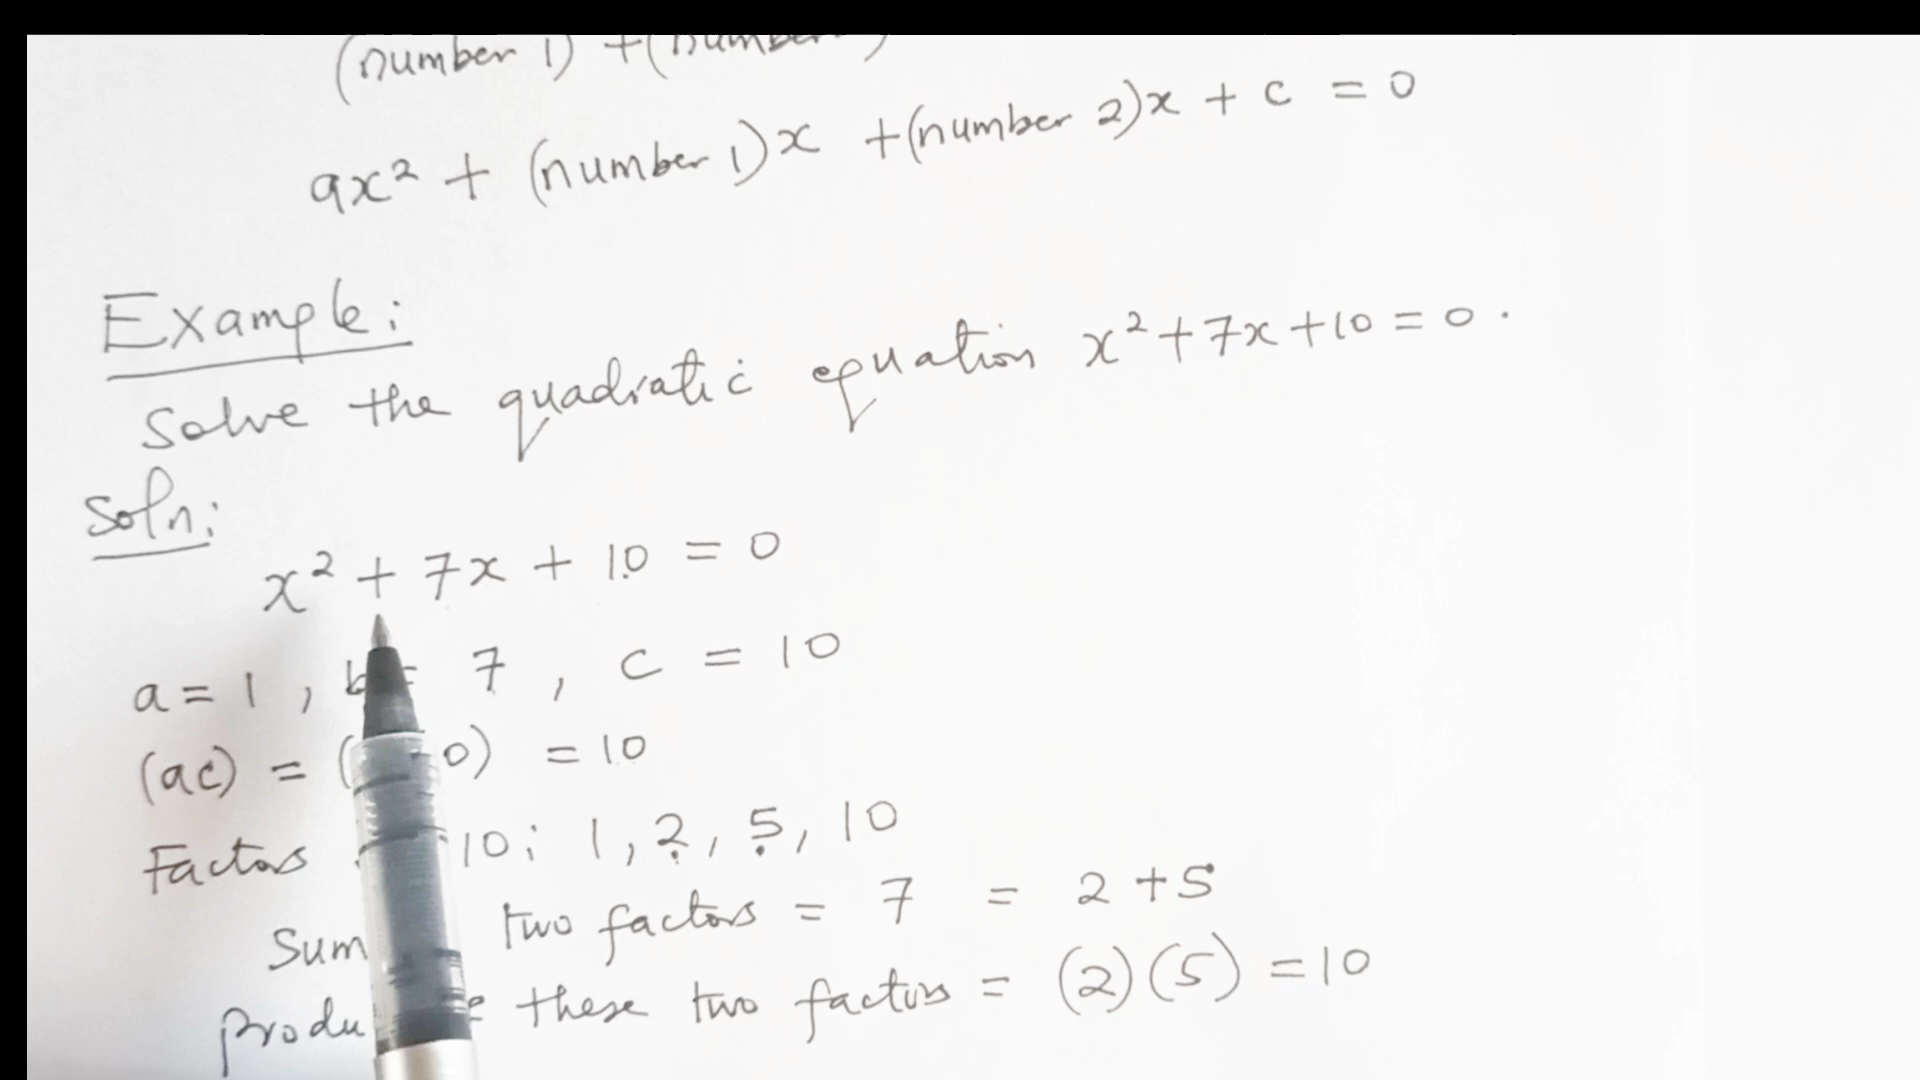 (number 1) + (number
ax² + (number 1)x + (number 2)x + c = 0
Example:
Solve the quadratic equation x² + 7x + 10 = 0.
Soln:
x² + 7x + 10 = 0
a = 1, b = 7, c = 10
(ac) = ( 0) = 10
Factors 10: 1, 2, 5, 10
Sum two factors = 7 = 2 + 5
these two factors = (2)(5) = 10